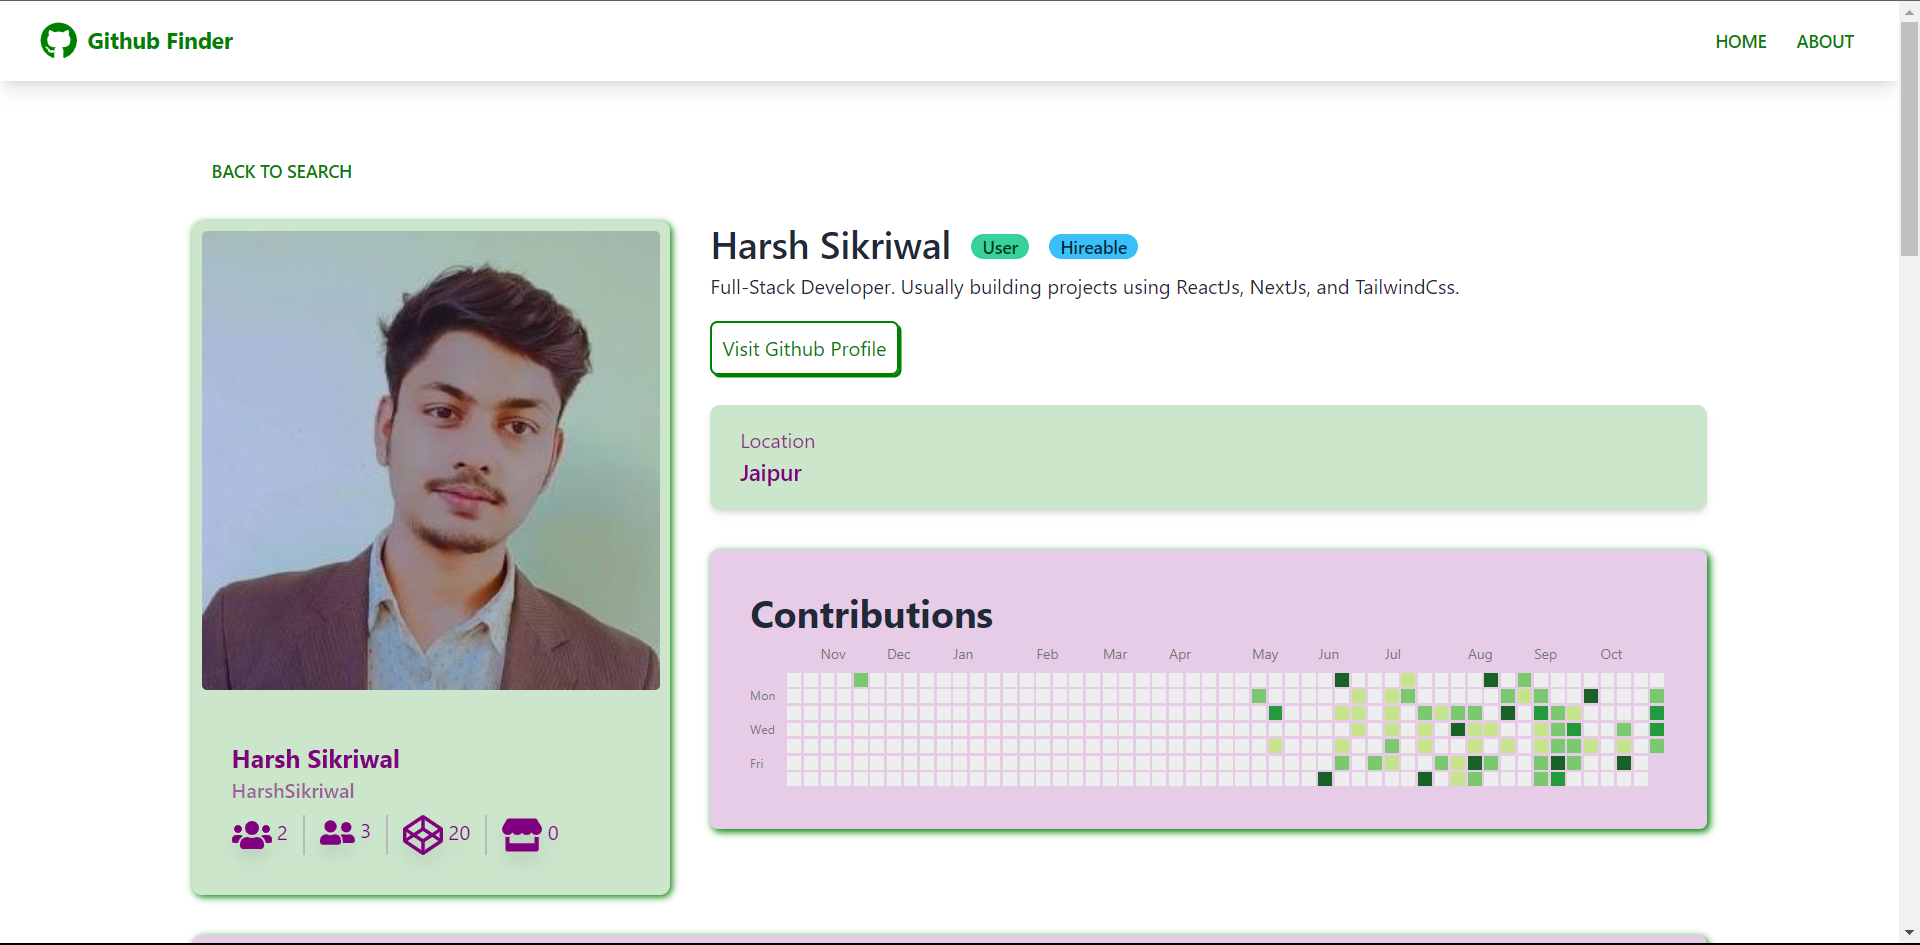 Github Finder
HOME ABOUT
BACK TO SEARCH
Harsh Sikriwal User Hireable
Full-Stack Developer. Usually building projects using ReactJs, NextJs, and TailwindCss.
Visit Github Profile
Location
Jaipur
Contributions
Nov Dec Jan Feb Mar Apr May Jun Jul Aug Sep Oct
Mon
Wed
Fri
Harsh Sikriwal
HarshSikriwal
2 3 20 0